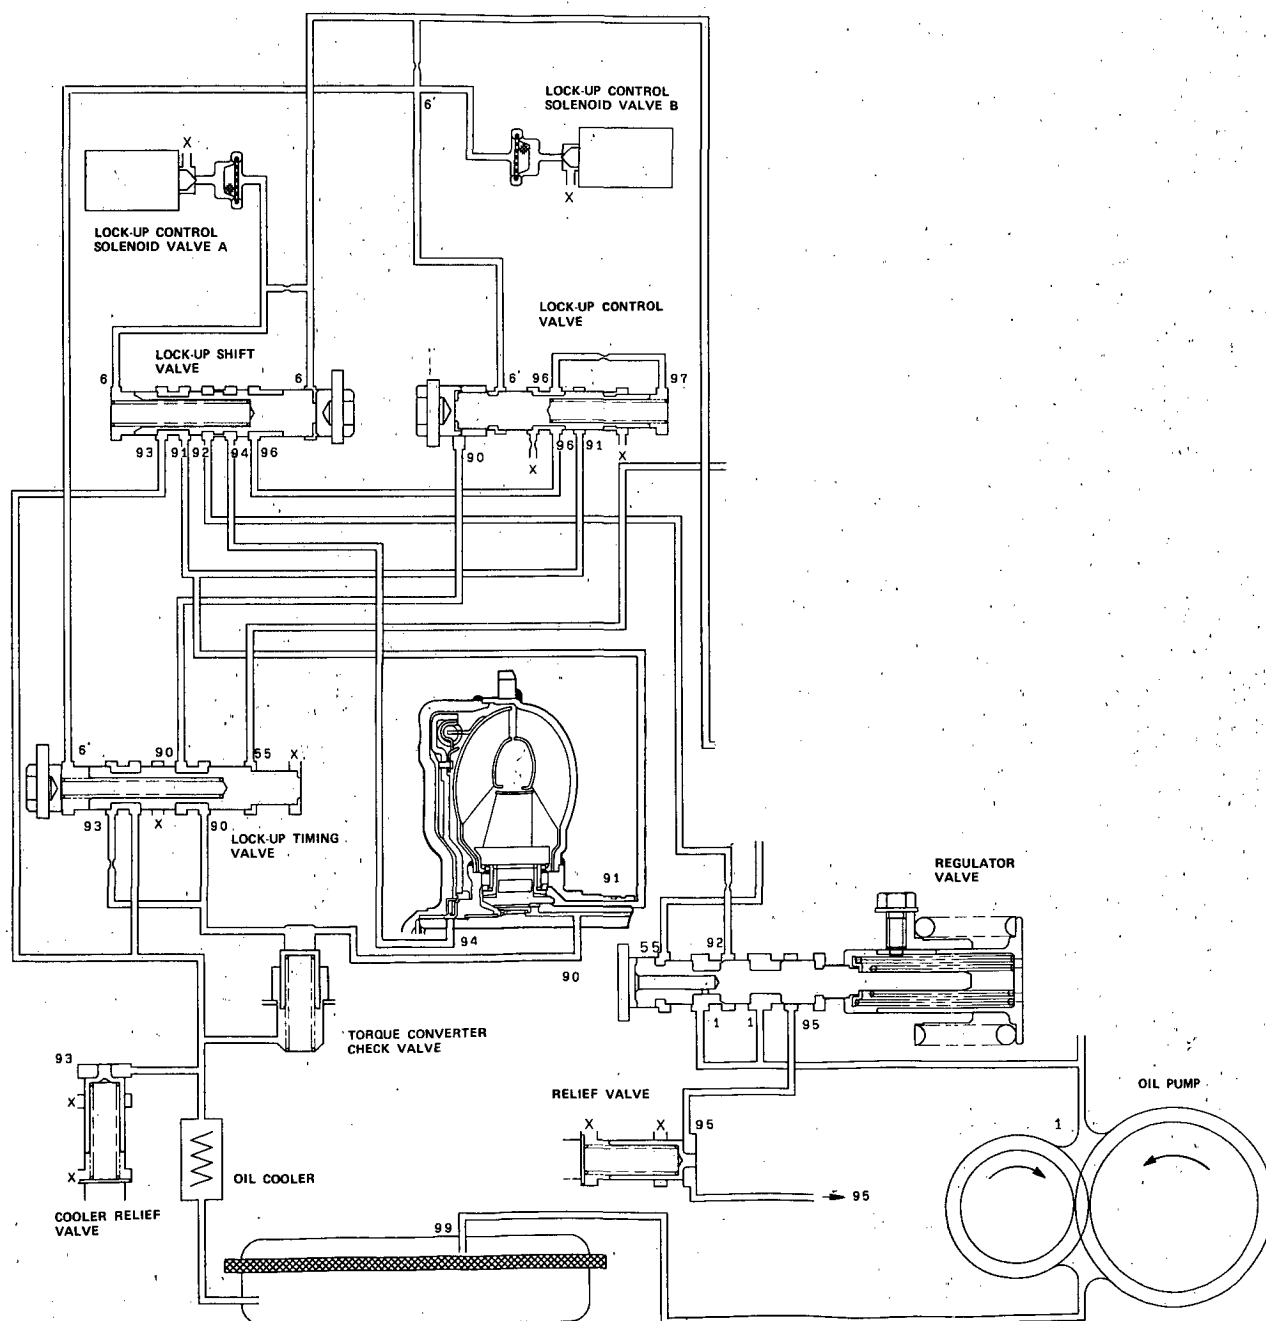 LOCK-UP CONTROL
SOLENOID VALVE B
6'
X
X
LOCK-UP CONTROL
SOLENOID VALVE A
LOCK-UP CONTROL
VALVE
LOCK-UP SHIFT
VALVE
6
6
6'
96
97
93
91
92
94
96
90
X
96
91
X
6'
90
55
X
93
X
90
LOCK-UP TIMING
VALVE
91
94
90
REGULATOR
VALVE
55
92
1
1
95
TORQUE CONVERTER
CHECK VALVE
93
X
X
COOLER RELIEF
VALVE
OIL COOLER
RELIEF VALVE
X
X
95
95
OIL PUMP
1
99